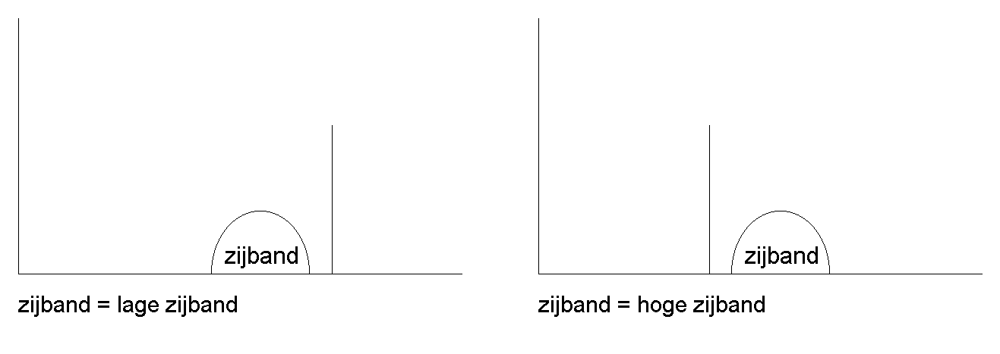 zijband
zijband
zijband = lage zijband
zijband = hoge zijband